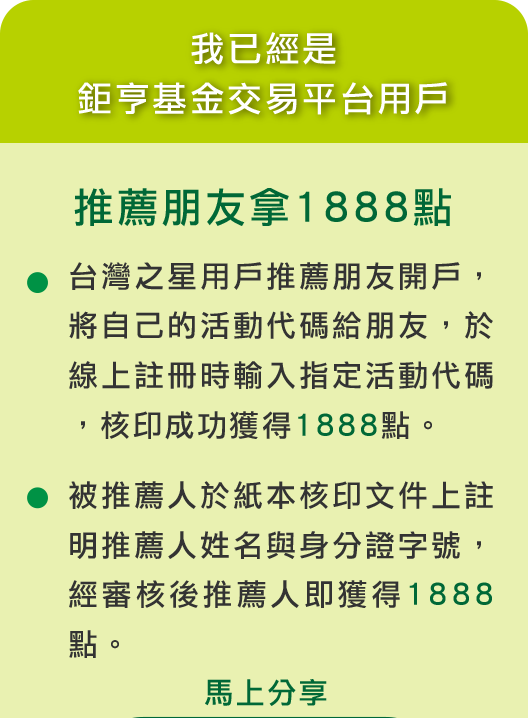 我已經是
鉅亨基金交易平台用戶
推薦朋友拿1888點
台灣之星用戶推薦朋友開戶，
將自己的活動代碼給朋友，於
線上註冊時輸入指定活動代碼
，核印成功獲得1888點。
被推薦人於紙本核印文件上註
明推薦人姓名與身分證字號，
經審核後推薦人即獲得1888
點。
馬上分享